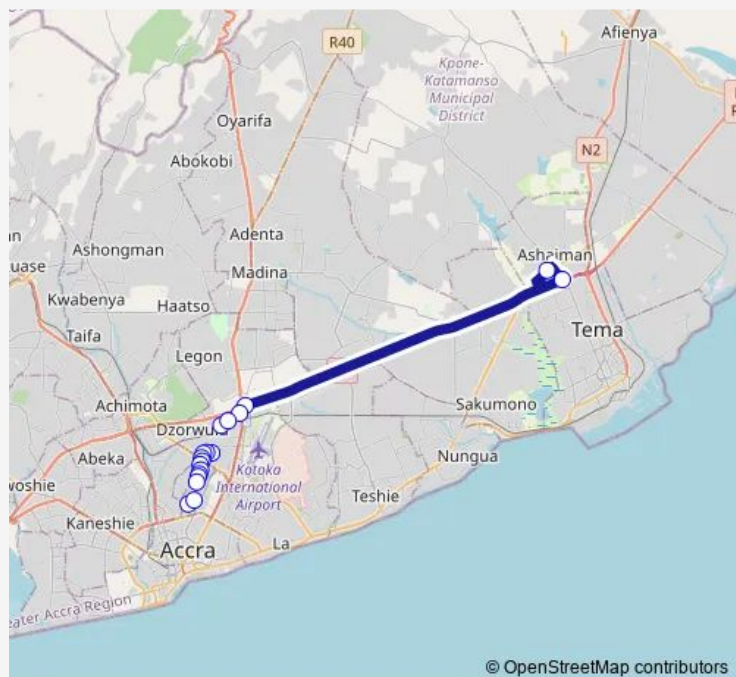 Afienya
R40
Kpone-
Katamanso
Municipal
District
Oyarifa
N2
Abokobi
Adenta
Ashongman
Ashaiman
Madina
Kwabenya
Haatso
Taifa
Tema
Legon
Achimota
Sakumono
Dzorwulu
Abeka
Nungua
Kotoka
International
Airport
Teshie
Kaneshie
La
Accra
eater Accra Region
© OpenStreetMap contributors